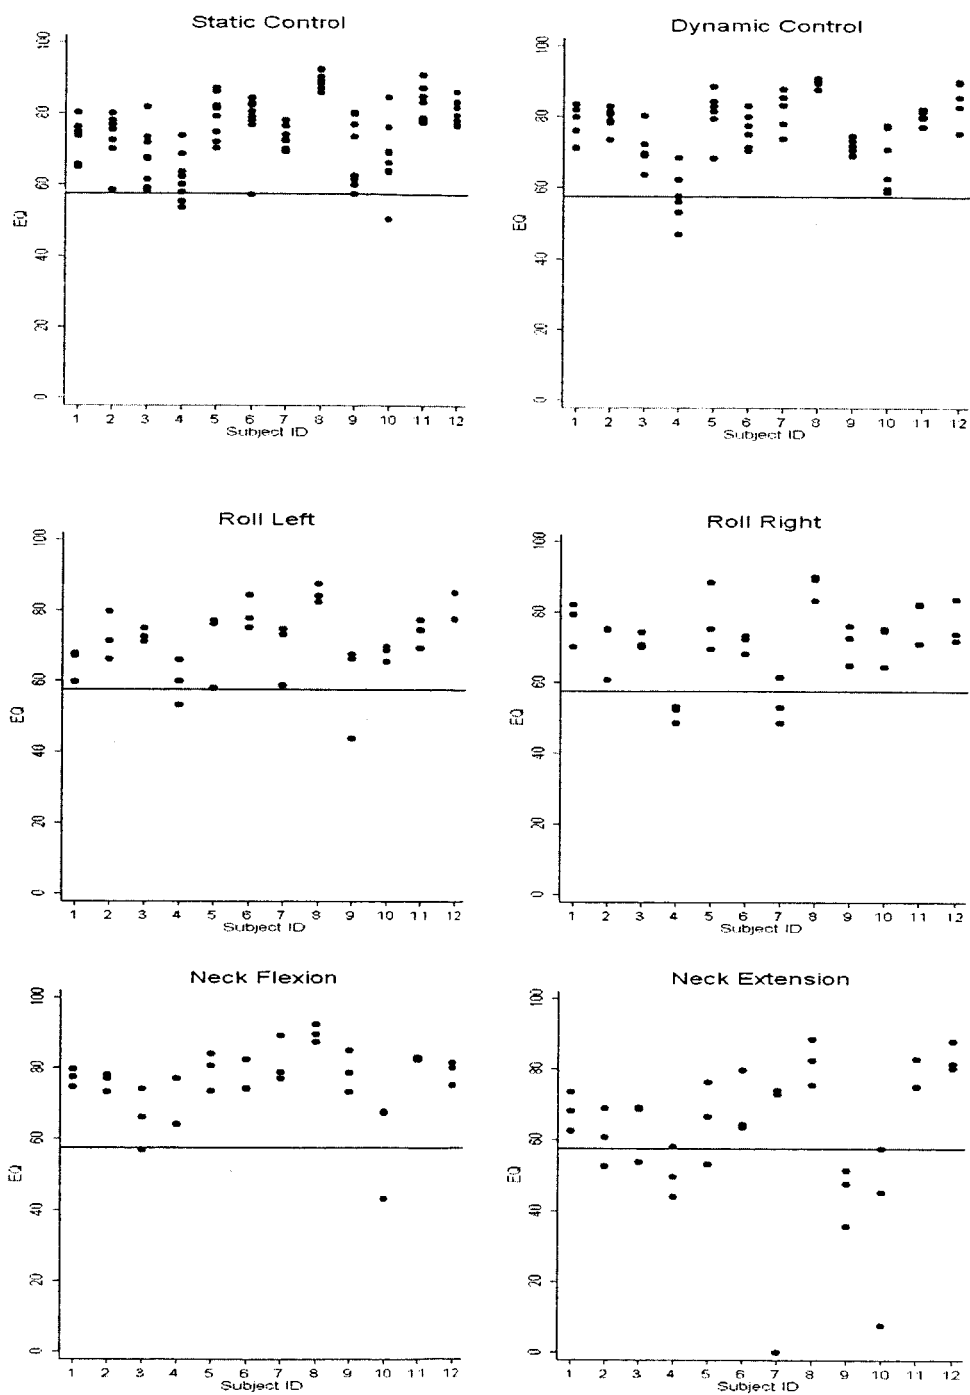 Static Control
100
80
60
40
20
0
EQ
1 2 3 4 5 6 7 8 9 10 11 12
Subject ID
Dynamic Control
100
80
60
40
20
0
EQ
1 2 3 4 5 6 7 8 9 10 11 12
Subject ID
Roll Left
100
80
60
40
20
0
EQ
1 2 3 4 5 6 7 8 9 10 11 12
Subject ID
Roll Right
100
80
60
40
20
0
EQ
1 2 3 4 5 6 7 8 9 10 11 12
Subject ID
Neck Flexion
100
80
60
40
20
0
EQ
1 2 3 4 5 6 7 8 9 10 11 12
Subject ID
Neck Extension
100
80
60
40
20
0
EQ
1 2 3 4 5 6 7 8 9 10 11 12
Subject ID